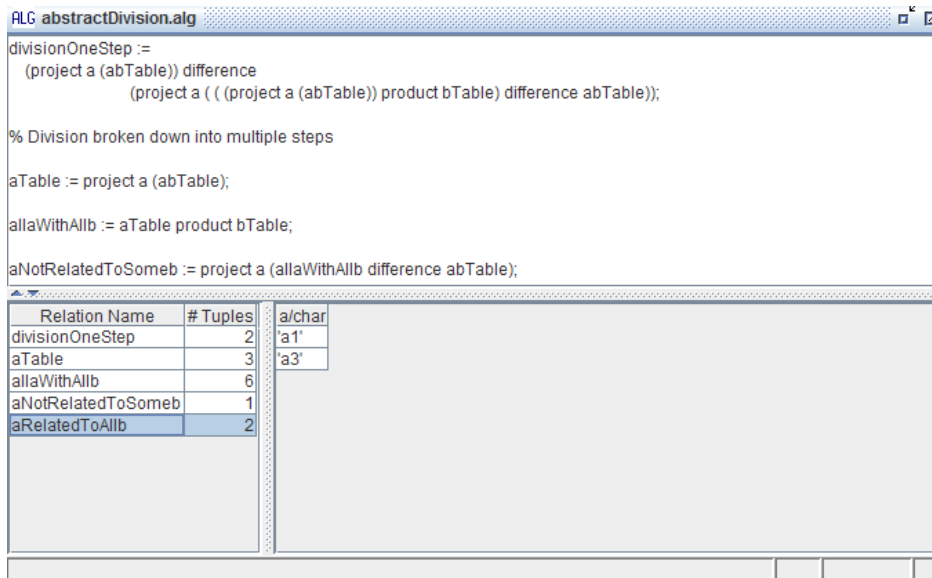 ALG abstractDivision.alg
divisionOneStep :=
(project a (abTable)) difference
(project a ( ( ( (project a (abTable)) product bTable) difference abTable));
% Division broken down into multiple steps
aTable := project a (abTable);
allaWithAllb := aTable product bTable;
aNotRelatedToSomeb := project a (allaWithAllb difference abTable);
Relation Name # Tuples a/char
divisionOneStep 2 'a1'
aTable 3 'a3'
allaWithAllb 6
aNotRelatedToSomeb 1
aRelatedToAllb 2